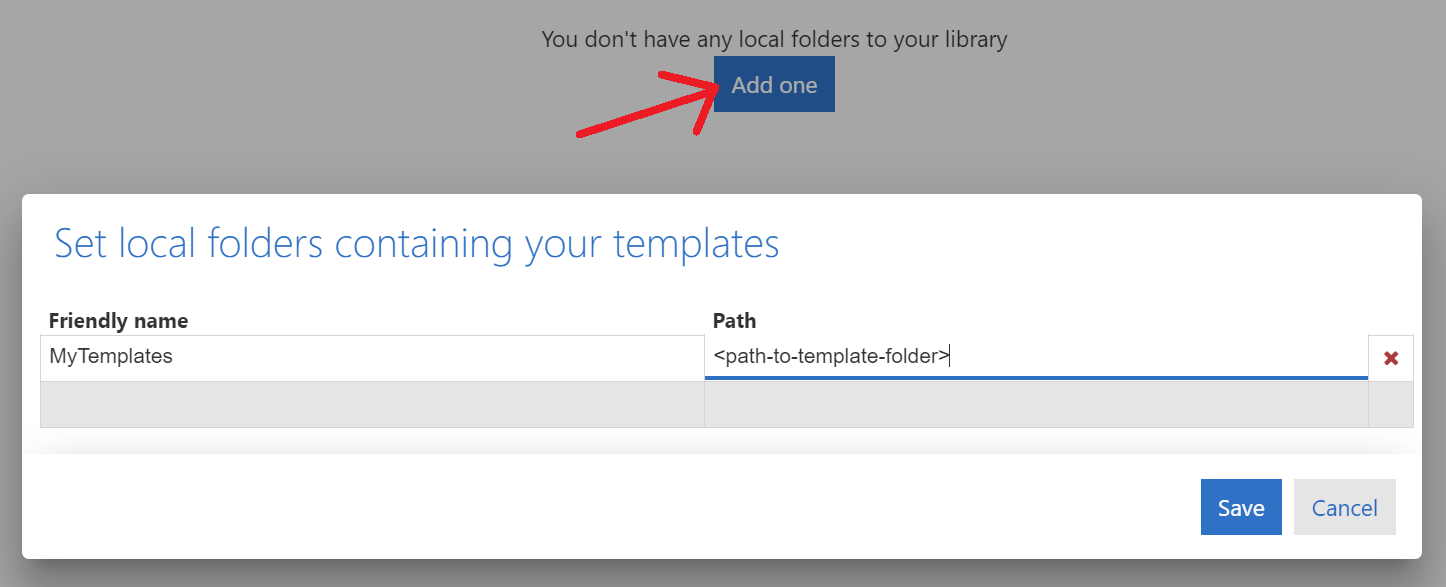 You don't have any local folders to your library
Add one
Set local folders containing your templates
Friendly name Path
MyTemplates <path-to-template-folder>
Save Cancel